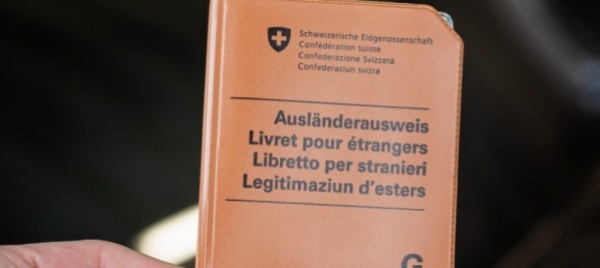 Schweizerische Eidgenossenschaft
Confédération suisse
Confederazione Svizzera
Confederaziun svizra
Ausländerausweis
Livret pour étrangers
Libretto per stranieri
Legitimaziun d'esters
G